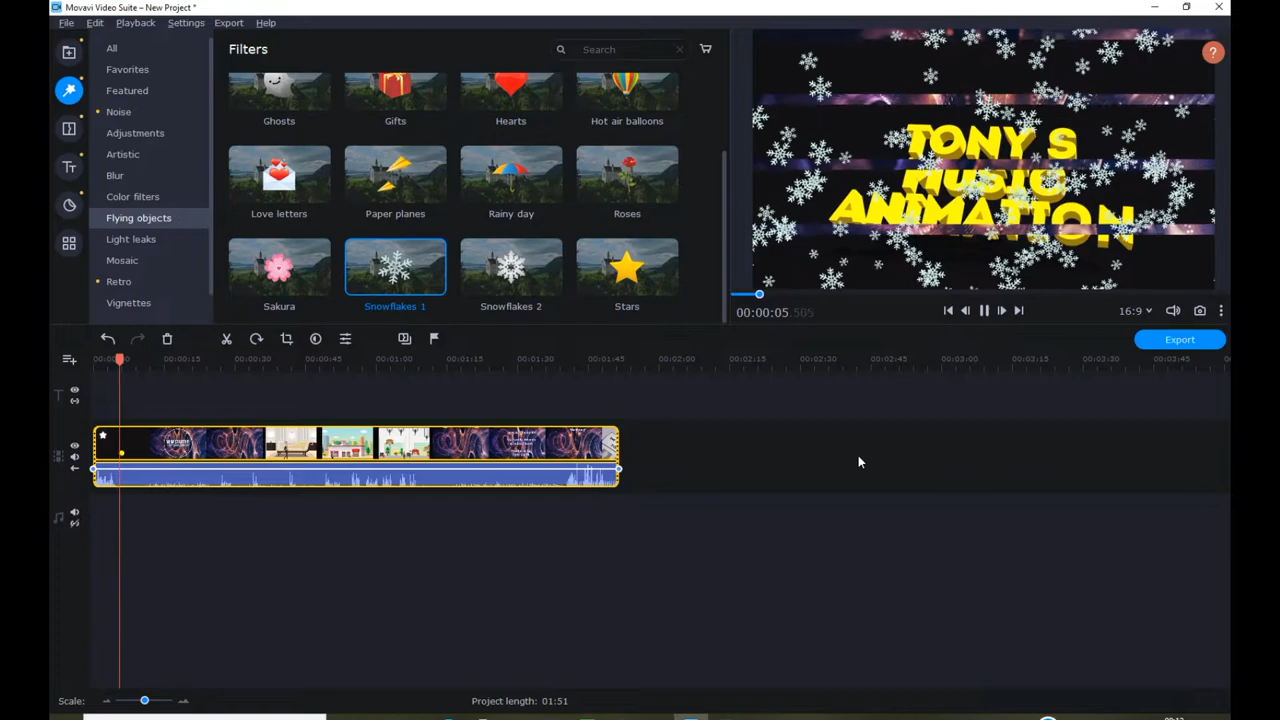 Movavi Video Suite – New Project *
File Edit Playback Settings Export Help
All
Favorites
Featured
Noise
Adjustments
Artistic
Blur
Color filters
Flying objects
Light leaks
Mosaic
Retro
Vignettes
Filters
Search
Ghosts Gifts Hearts Hot air balloons
Love letters Paper planes Rainy day Roses
Sakura Snowflakes 1 Snowflakes 2 Stars
?
TONY S
MUSIC
ANIMATION
00:00:05.505
16:9
Export
00:00:15 00:00:30 00:00:45 00:01:00 00:01:15 00:01:30 00:01:45 00:02:00 00:02:15 00:02:30 00:02:45 00:03:00 00:03:15 00:03:30 00:03:45
Scale:
Project length: 01:51